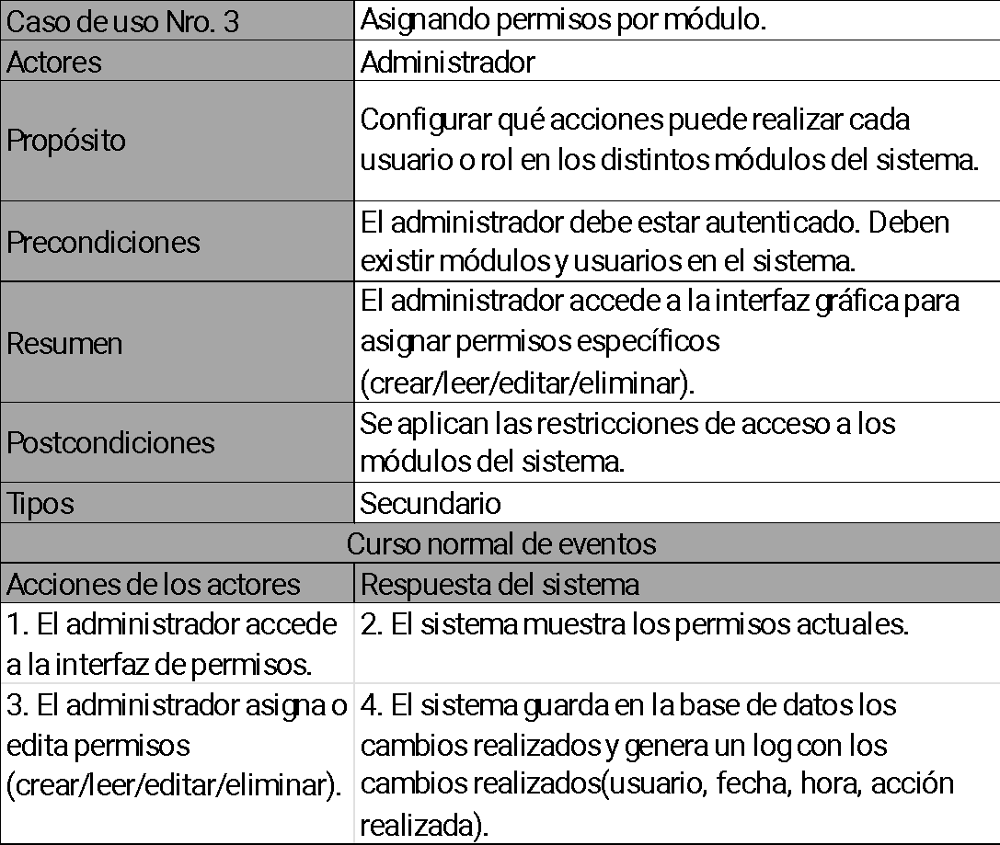 Caso de uso Nro. 3
Asignando permisos por módulo.
Actores
Administrador
Propósito
Configurar qué acciones puede realizar cada
usuario o rol en los distintos módulos del sistema.
Precondiciones
El administrador debe estar autenticado. Deben
existir módulos y usuarios en el sistema.
Resumen
El administrador accede a la interfaz gráfica para
asignar permisos específicos
(crear/leer/editar/eliminar).
Postcondiciones
Se aplican las restricciones de acceso a los
módulos del sistema.
Tipos
Secundario
Curso normal de eventos
Acciones de los actores
Respuesta del sistema
1. El administrador accede
a la interfaz de permisos.
2. El sistema muestra los permisos actuales.
3. El administrador asigna o
edita permisos
(crear/leer/editar/eliminar).
4. El sistema guarda en la base de datos los
cambios realizados y genera un log con los
cambios realizados(usuario, fecha, hora, acción
realizada).